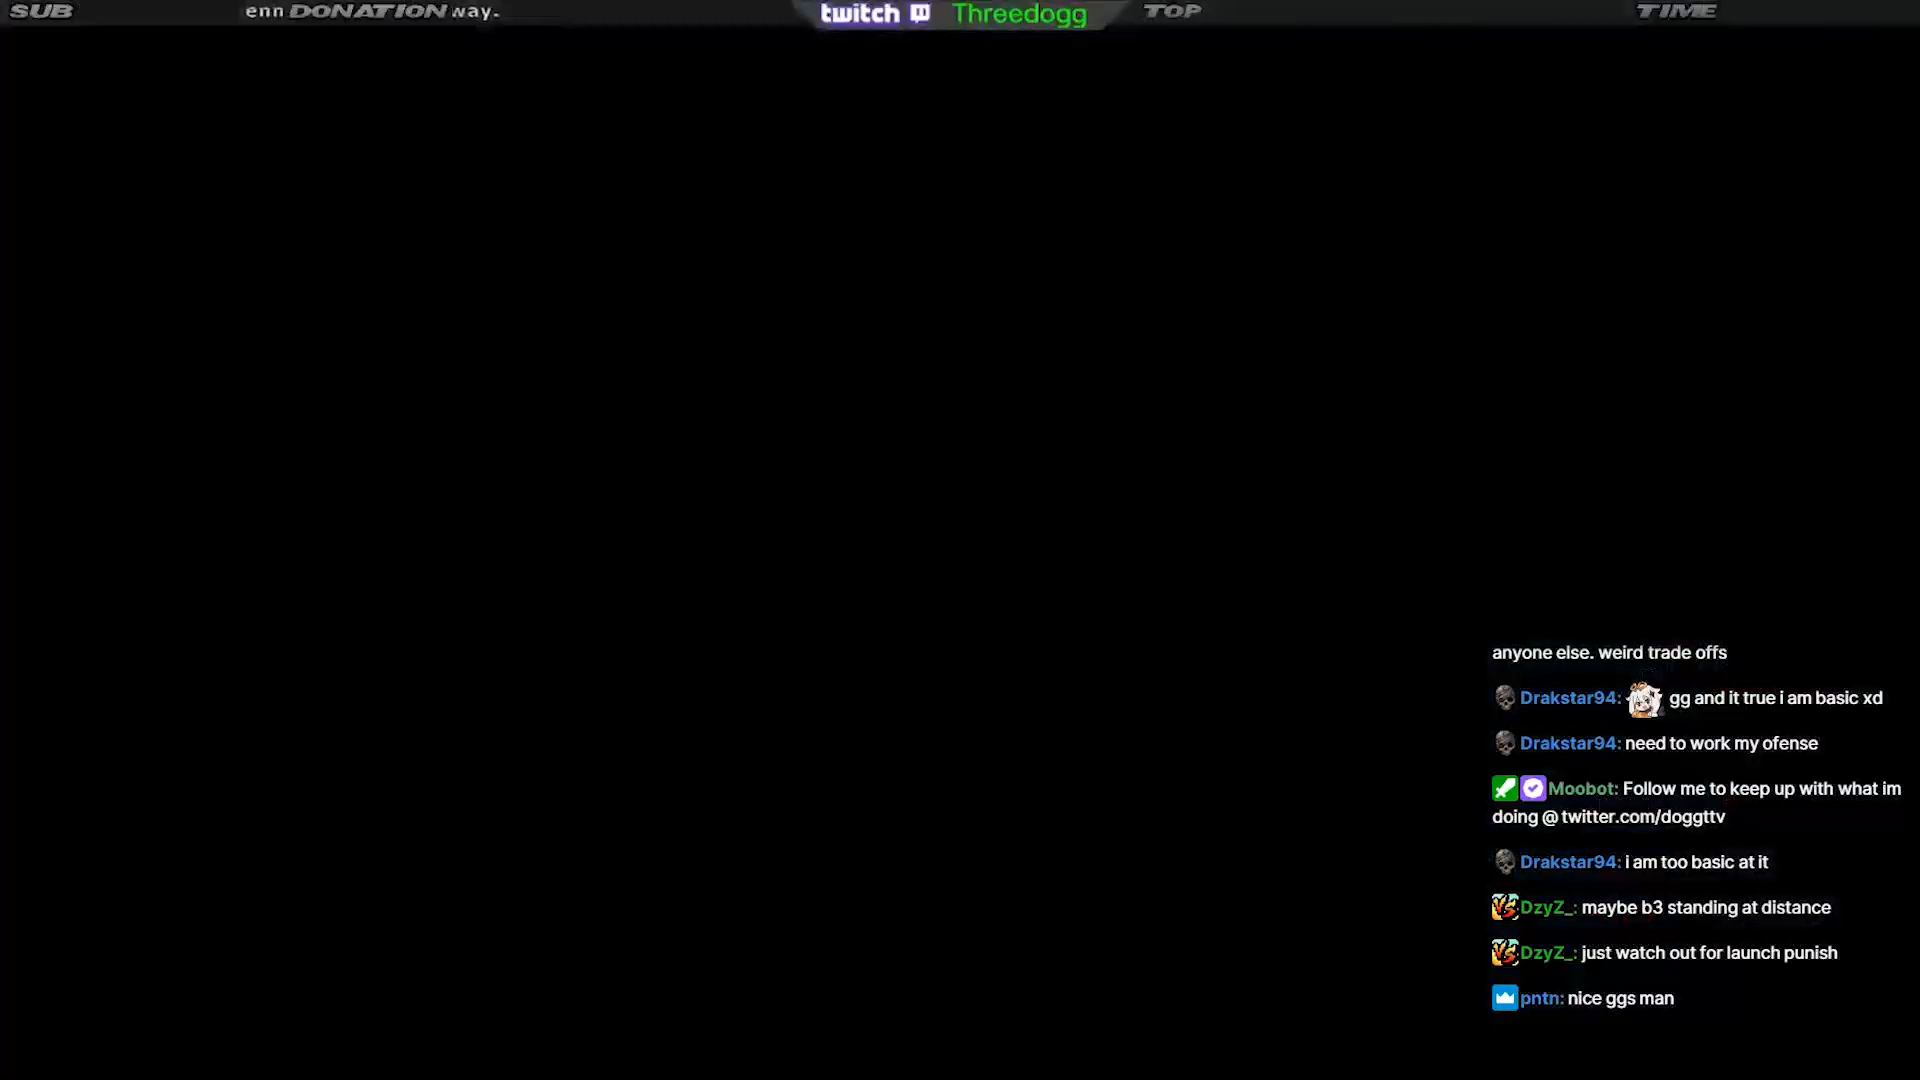 SUB enn DONATION way. twitch Threedogg TOP TIME
anyone else. weird trade offs
Drakstar94: gg and it true i am basic xd
Drakstar94: need to work my ofense
Moobot: Follow me to keep up with what im
doing @ twitter.com/doggttv
Drakstar94: i am too basic at it
DzyZ_: maybe b3 standing at distance
DzyZ_: just watch out for launch punish
pntn: nice ggs man